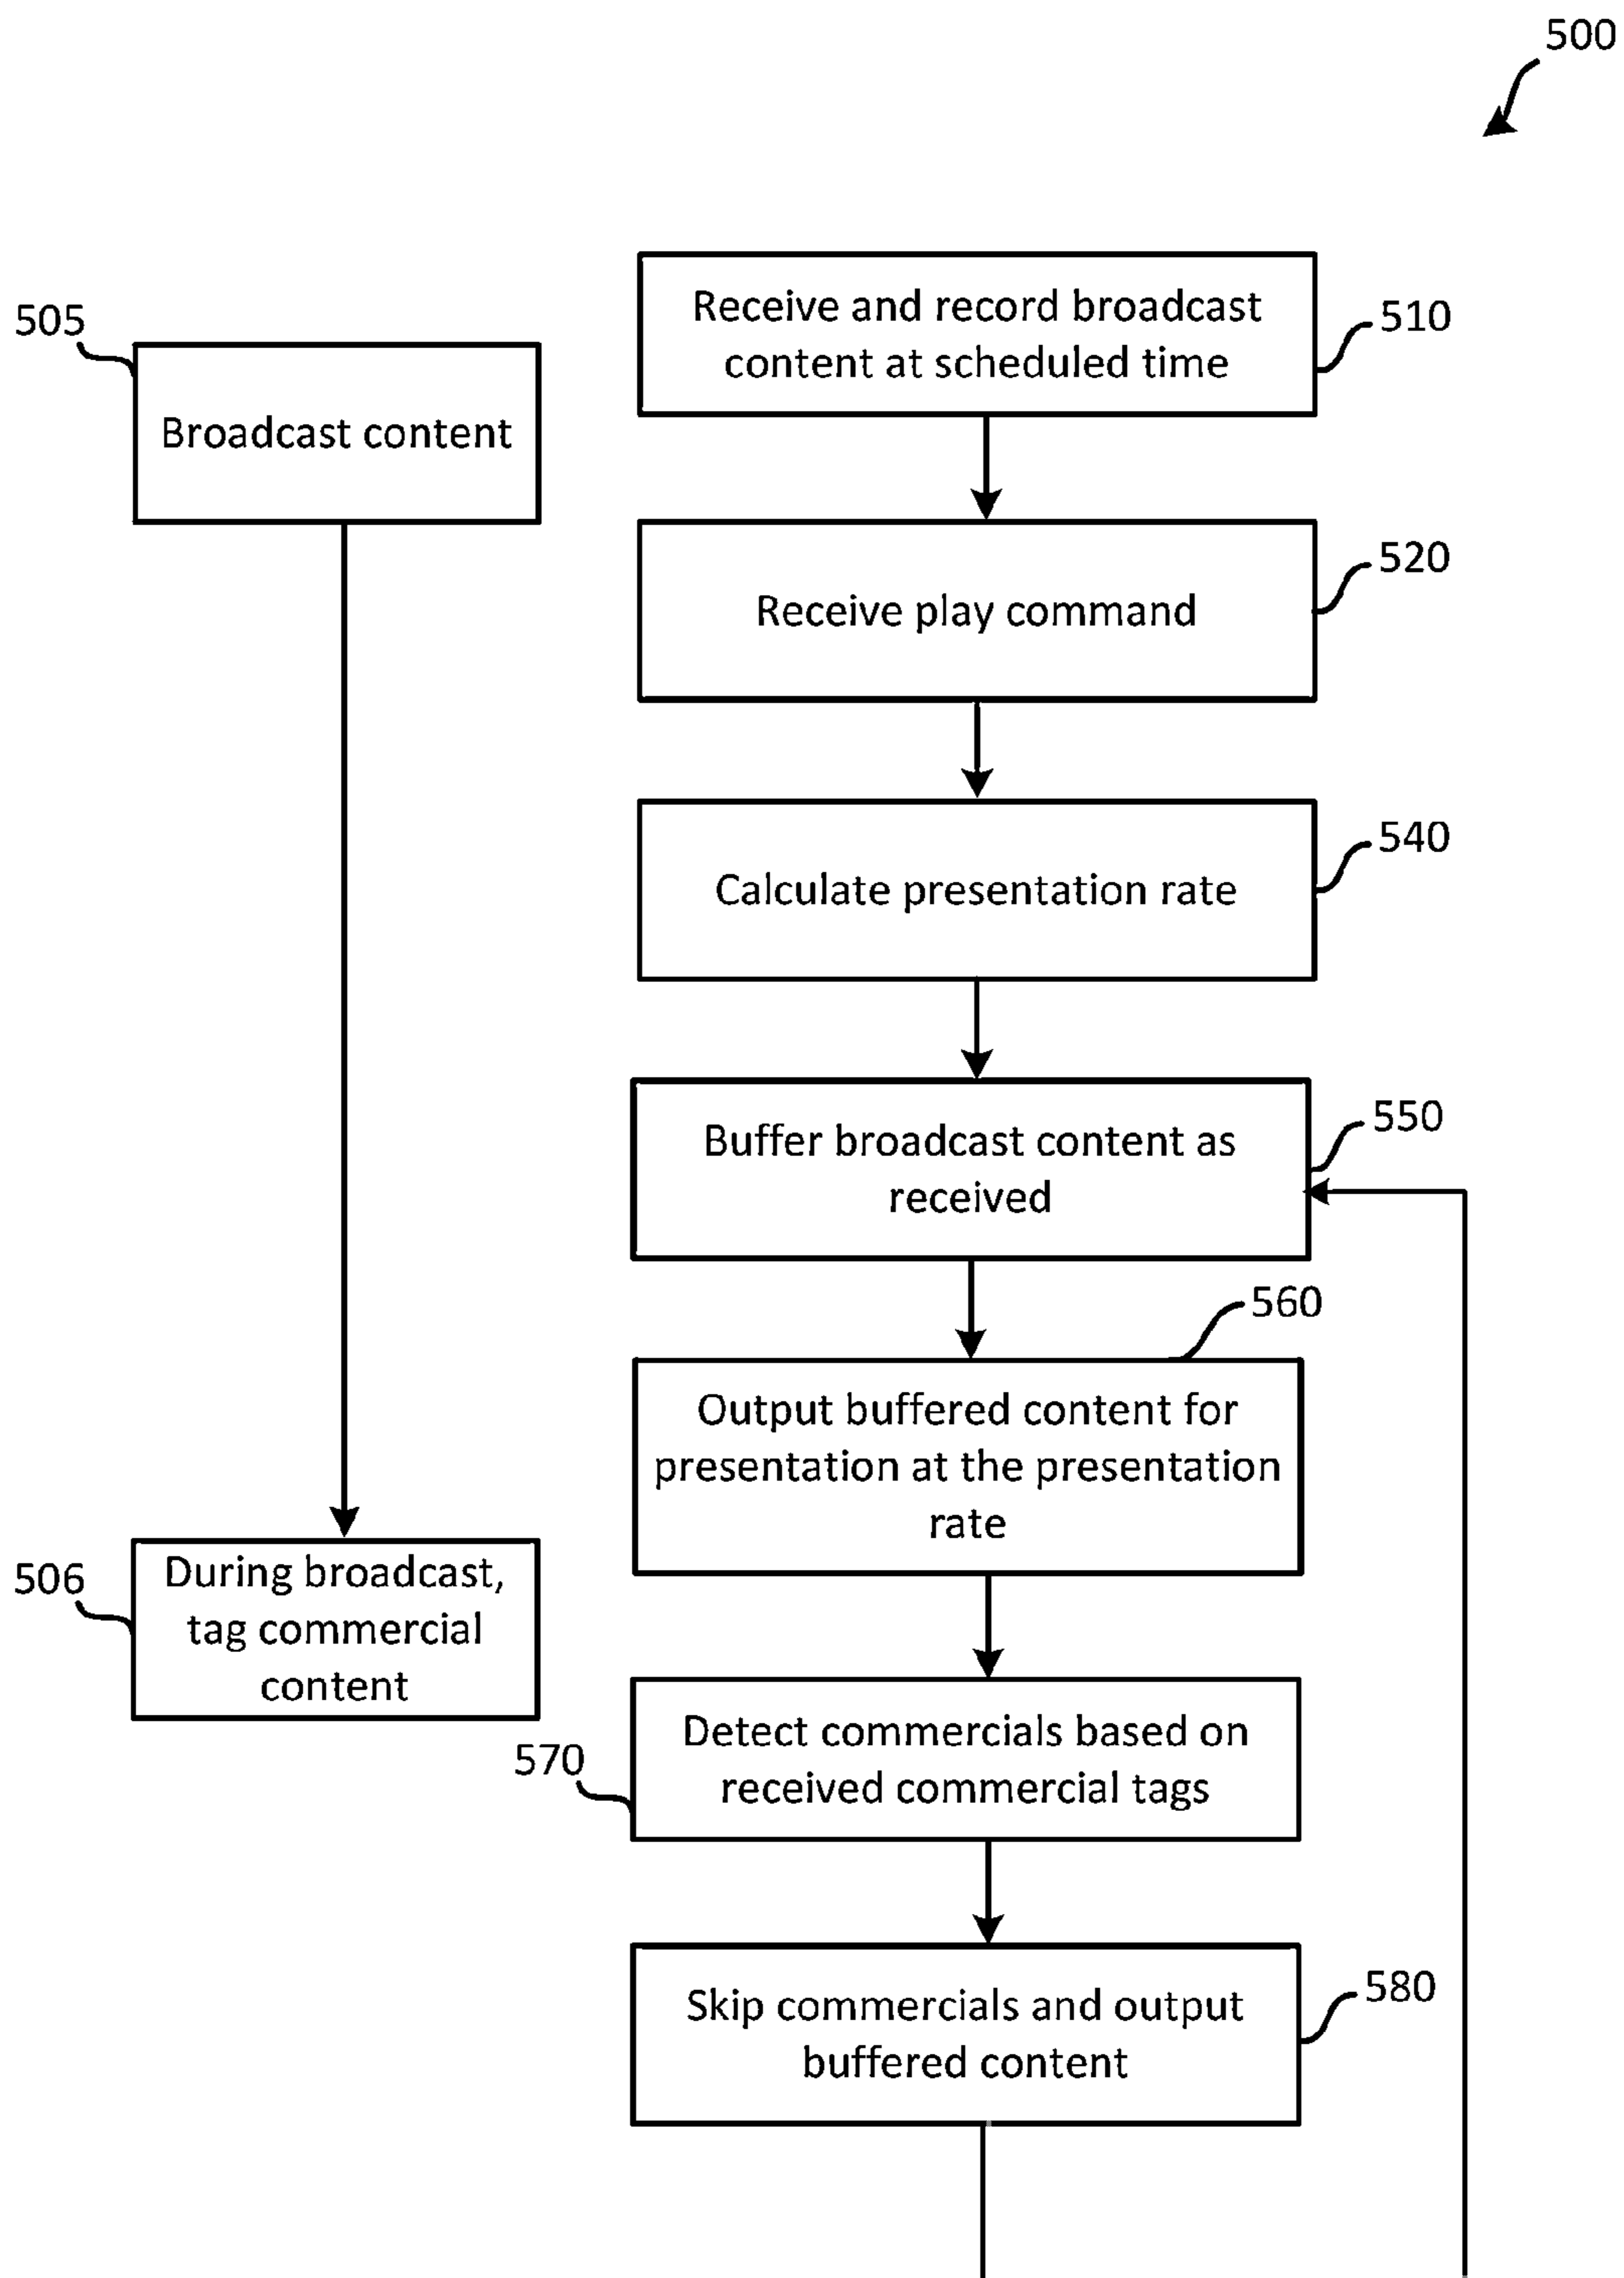 500
505
Broadcast content
Receive and record broadcast
content at scheduled time
510
Receive play command
520
Calculate presentation rate
540
Buffer broadcast content as
received
550
560
Output buffered content for
presentation at the presentation
rate
506
During broadcast,
tag commercial
content
570
Detect commercials based on
received commercial tags
Skip commercials and output
buffered content
580